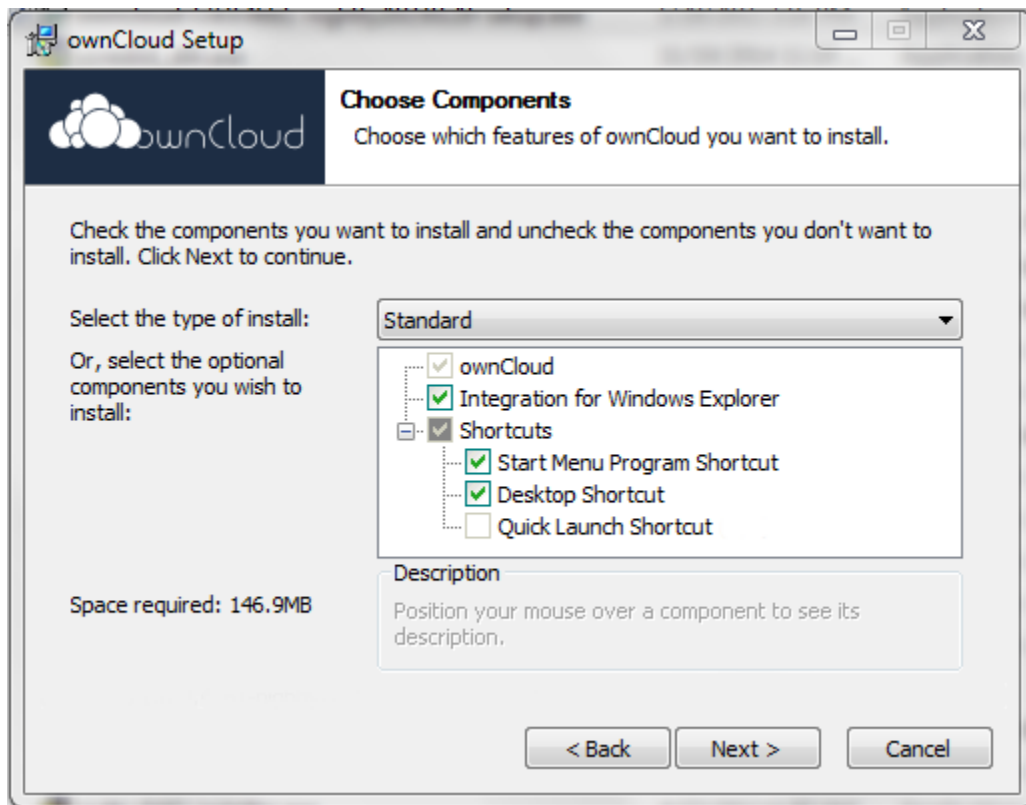 ownCloud Setup
ownCloud
Choose Components
Choose which features of ownCloud you want to install.
Check the components you want to install and uncheck the components you don't want to
install. Click Next to continue.
Select the type of install:
Standard
Or, select the optional
components you wish to
install:
ownCloud
Integration for Windows Explorer
Shortcuts
Start Menu Program Shortcut
Desktop Shortcut
Quick Launch Shortcut
Space required: 146.9MB
Description
Position your mouse over a component to see its
description.
< Back
Next >
Cancel